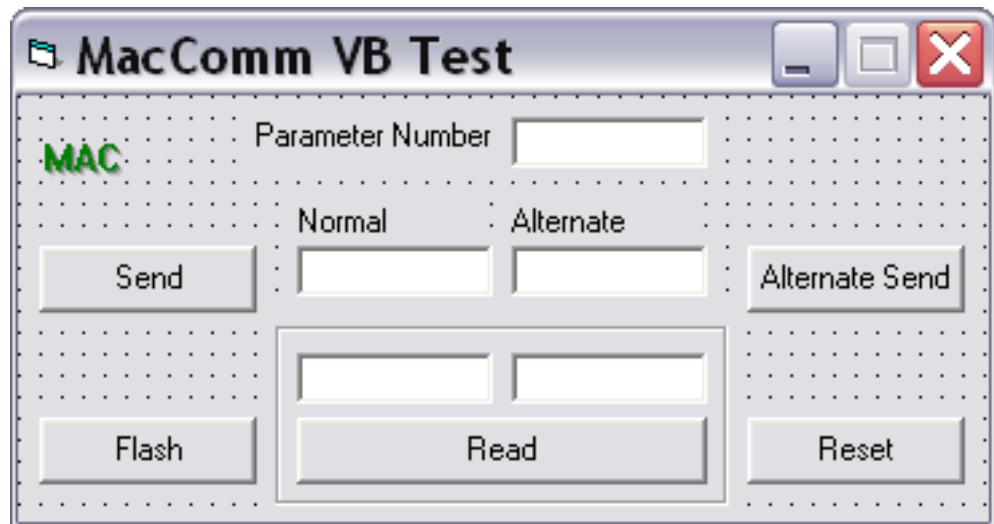 MacComm VB Test
MAC
Parameter Number
Normal
Alternate
Send
Alternate Send
Flash
Read
Reset